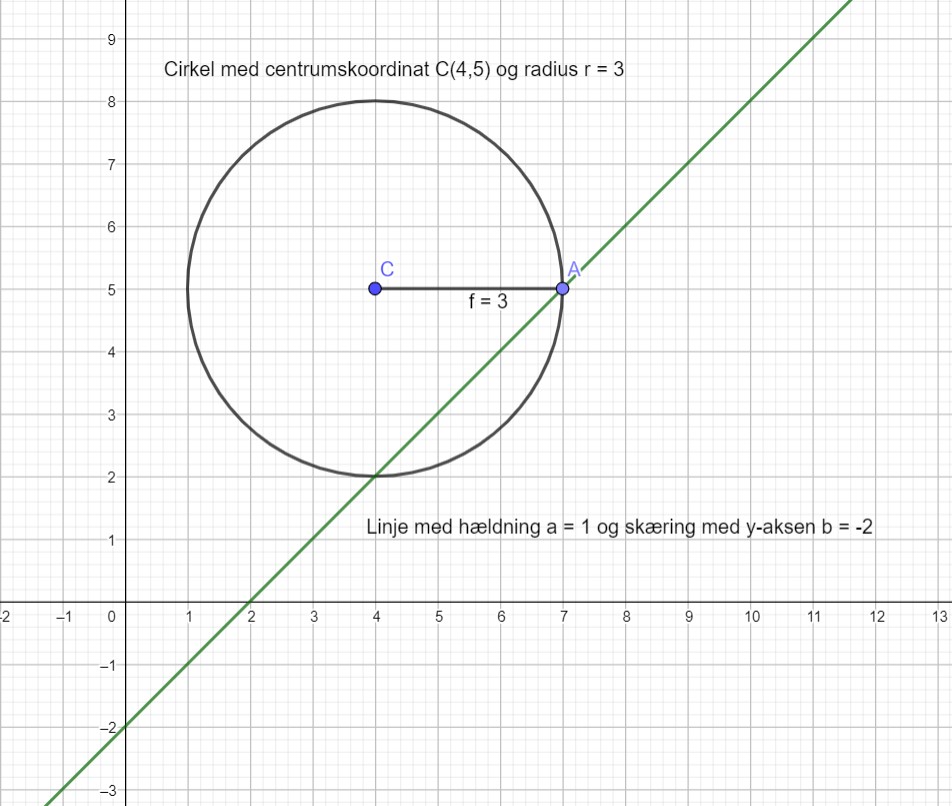 Cirkel med centrumskoordinat C(4,5) og radius r = 3
C
A
f = 3
Linje med hældning a = 1 og skæring med y-aksen b = -2
9
8
7
6
5
4
3
2
1
-2 –1 0 1 2 3 4 5 6 7 8 9 10 11 12 13
–1
–2
–3